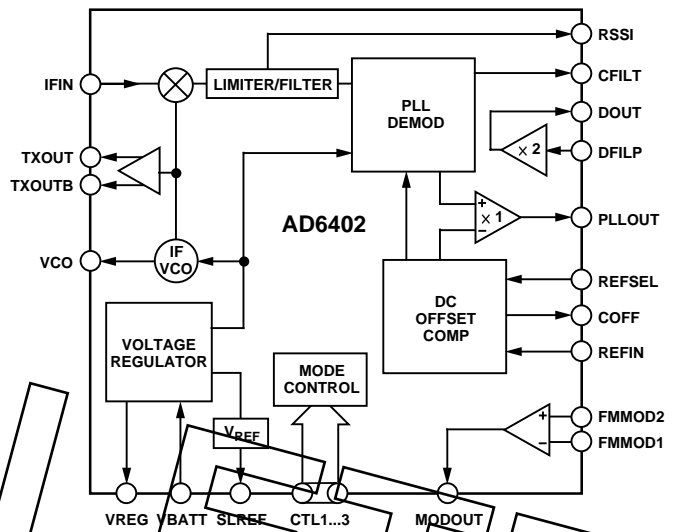 RSSI
IFIN
LIMITER/FILTER
CFILT
PLL
DEMOD
DOUT
× 2
DFILP
TXOUT
TXOUTB
+
× 1
–
PLLOUT
AD6402
VCO
IF
VCO
REFSEL
DC
OFFSET
COMP
COFF
REFIN
VOLTAGE
REGULATOR
MODE
CONTROL
VREF
+
–
FMMOD2
FMMOD1
VREG
VBATT
SLREF
CTL1...3
MODOUT